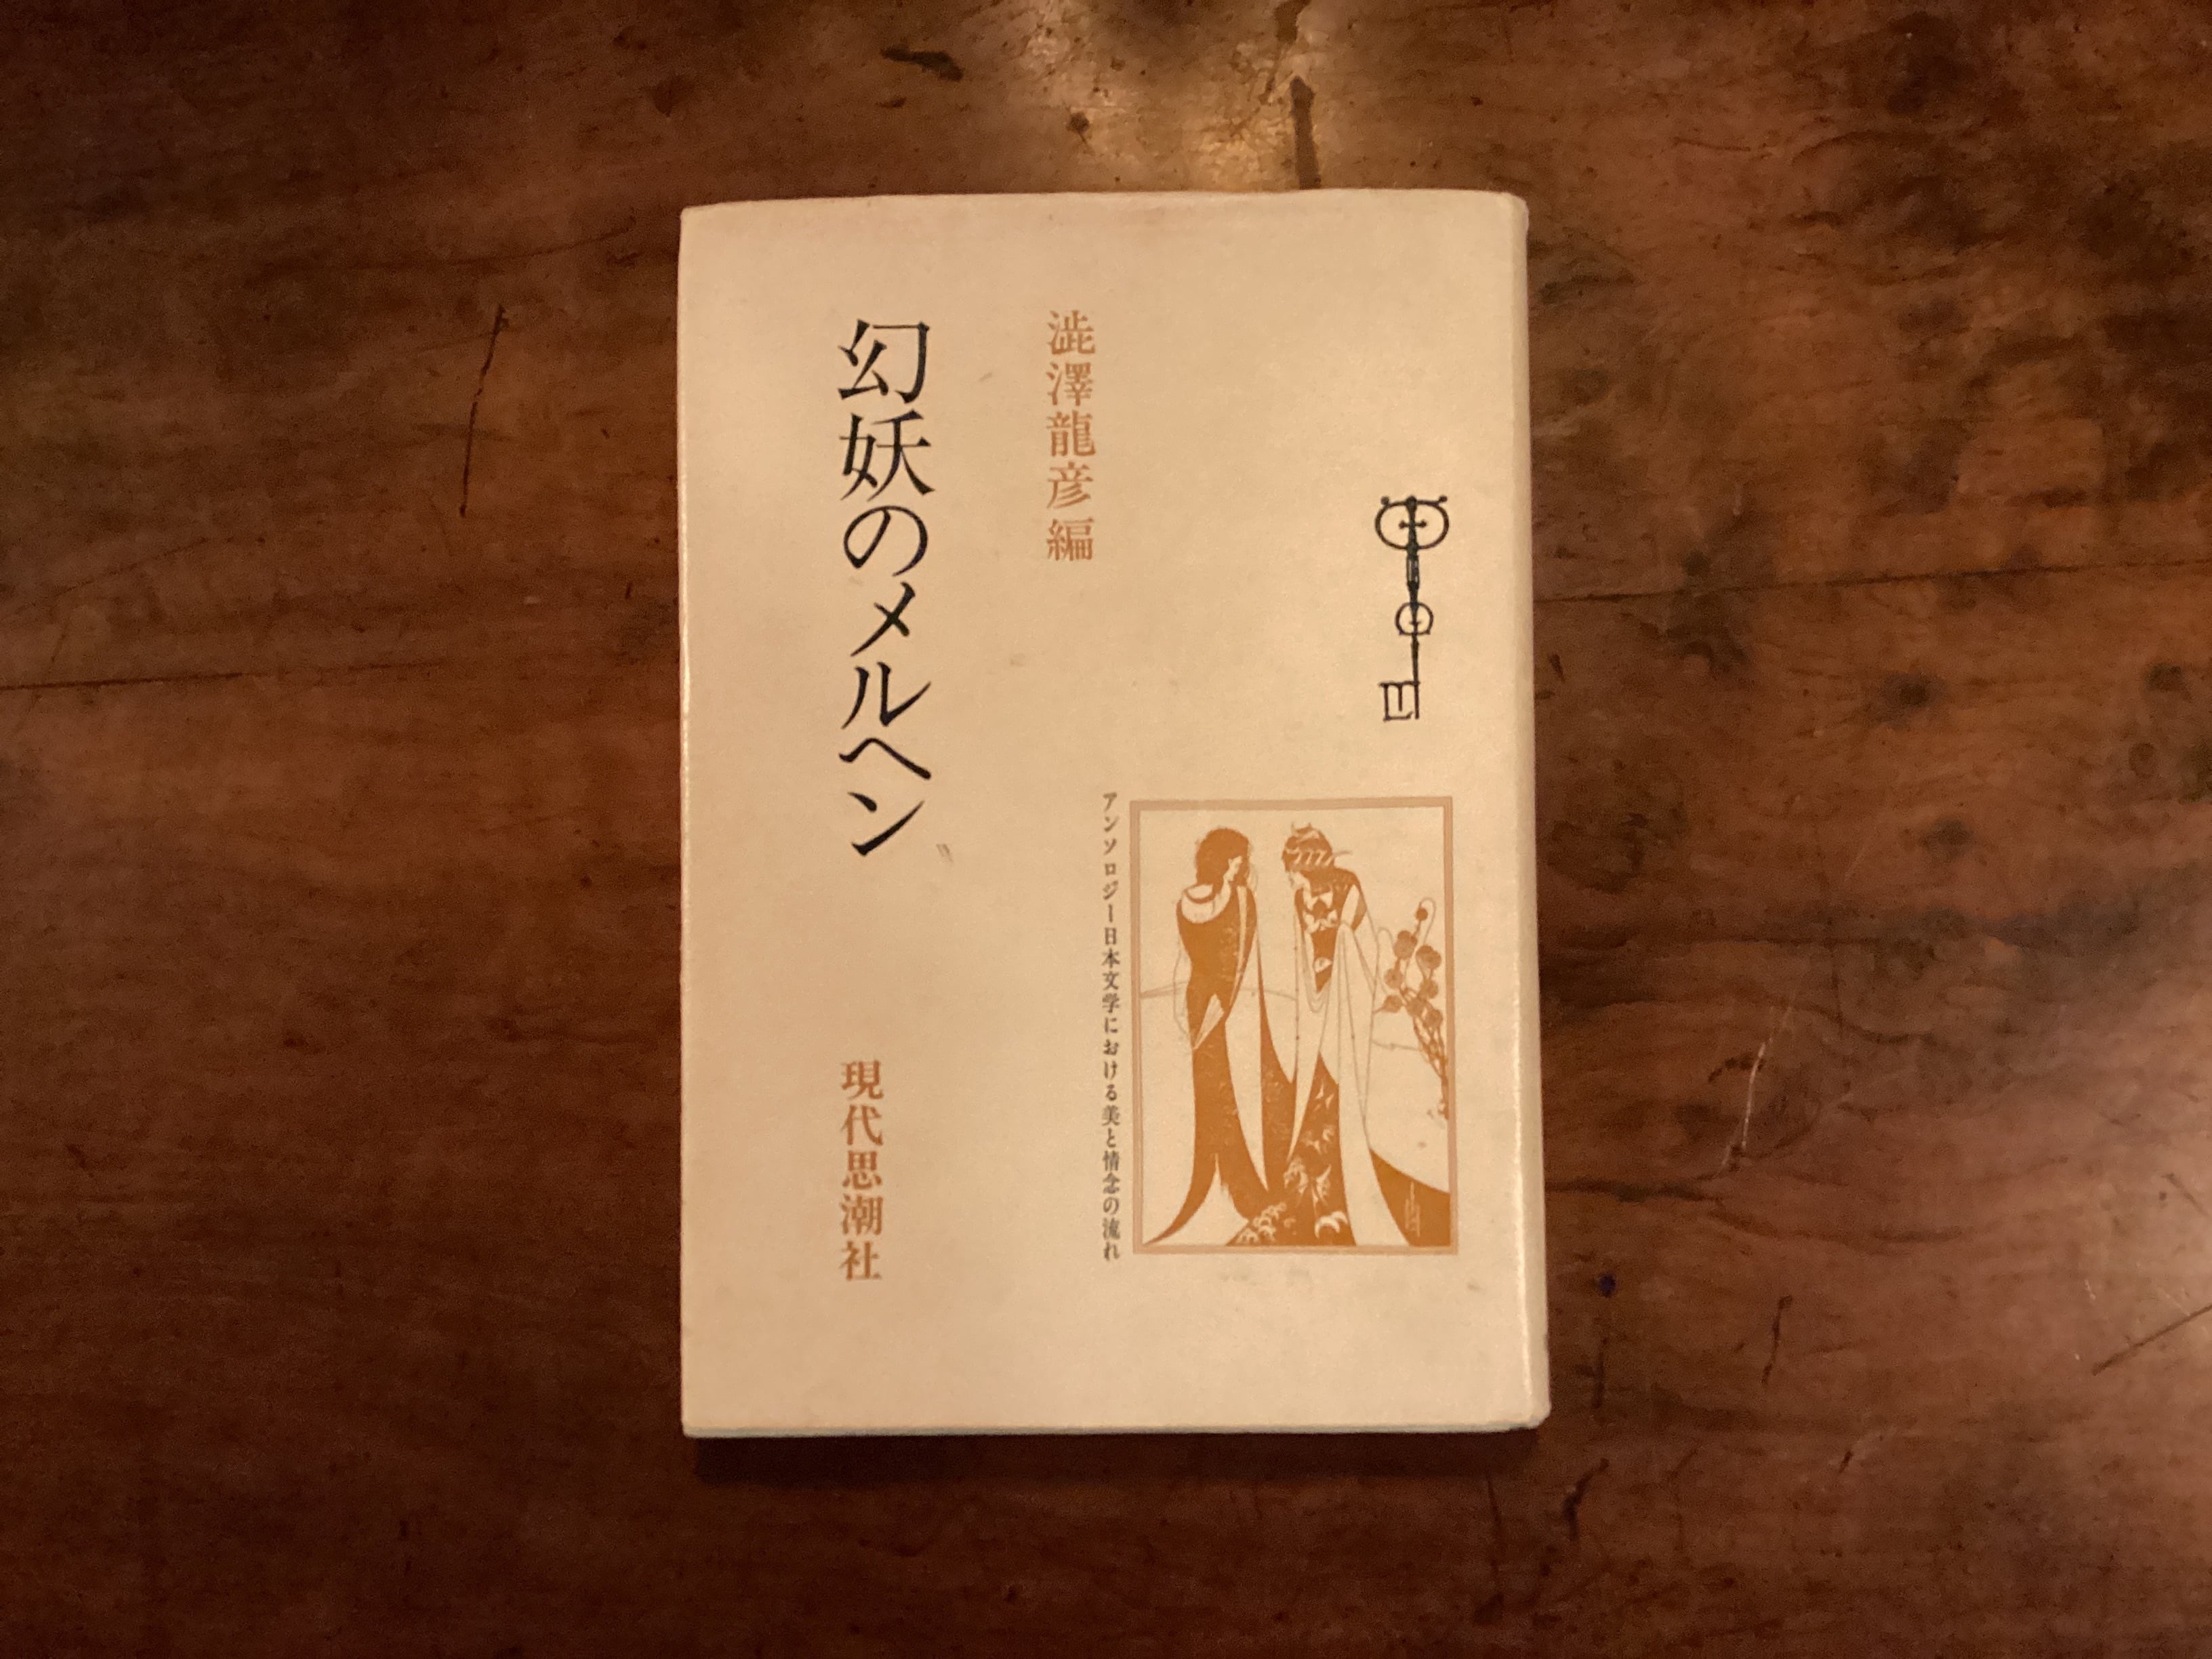 アンソロジー日本文学における美と情念の流れ
澁澤龍彦編
幻妖のメルヘン
現代思潮社